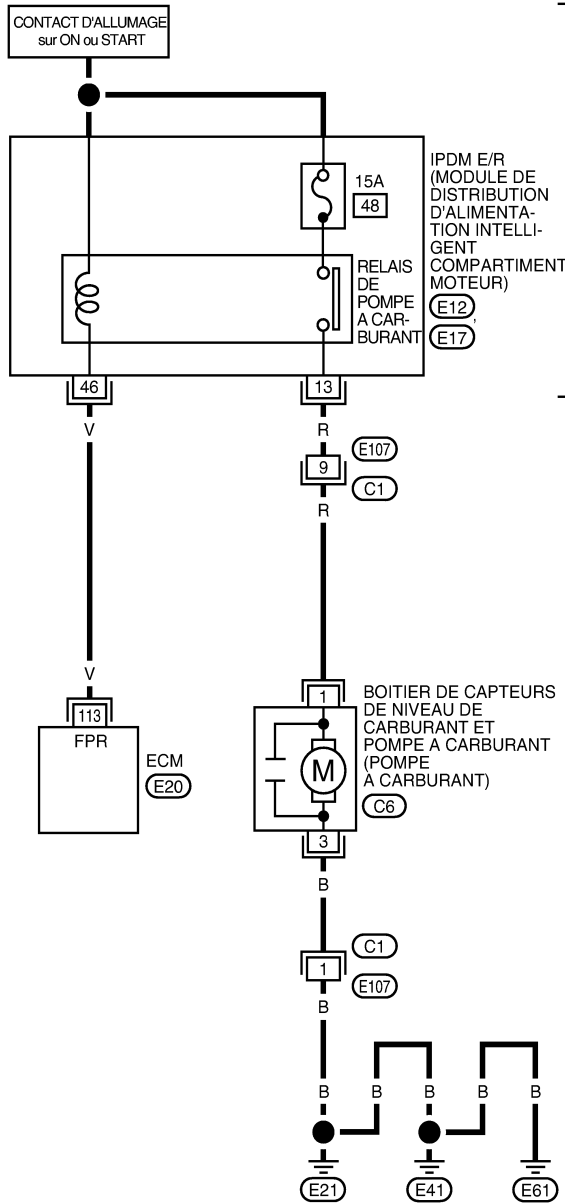 CONTACT D'ALLUMAGE
sur ON ou START
15A
48
IPDM E/R
(MODULE DE
DISTRIBUTION
D'ALIMENTA-
TION INTELLI-
GENT
COMPARTIMENT
MOTEUR)
E12,
E17
RELAIS
DE
POMPE
A CAR-
BURANT
46
13
V
R
E107
9
C1
R
V
113
FPR
ECM
E20
1
BOITIER DE CAPTEURS
DE NIVEAU DE
CARBURANT ET
POMPE A CARBURANT
(POMPE
A CARBURANT)
M
C6
3
B
C1
1
E107
B
B
B
B
B
B
E21
E41
E61